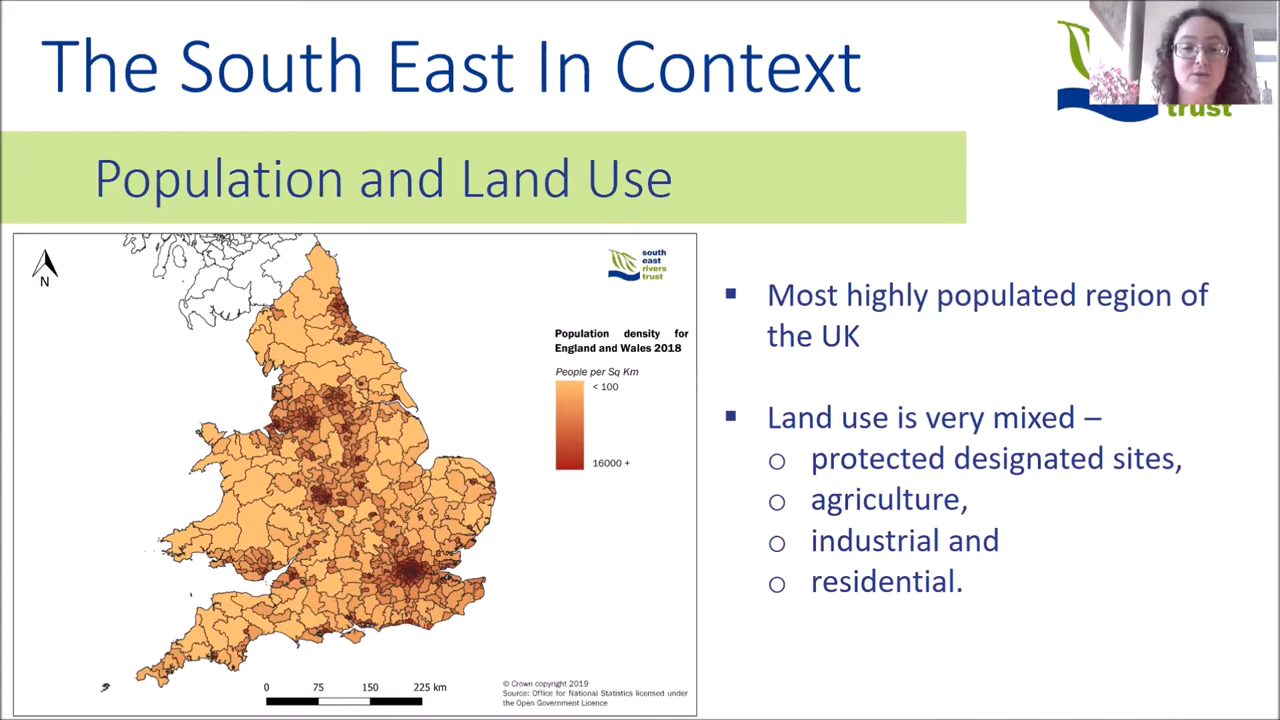 The South East In Context
trust
Population and Land Use
N
south
east
rivers
trust
Population density for
England and Wales 2018
People per Sq Km
< 100
16000 +
0 75 150 225 km
© Crown copyright 2019
Source: Office for National Statistics licensed under
the Open Government Licence
▪ Most highly populated region of
the UK
▪ Land use is very mixed –
o protected designated sites,
o agriculture,
o industrial and
o residential.